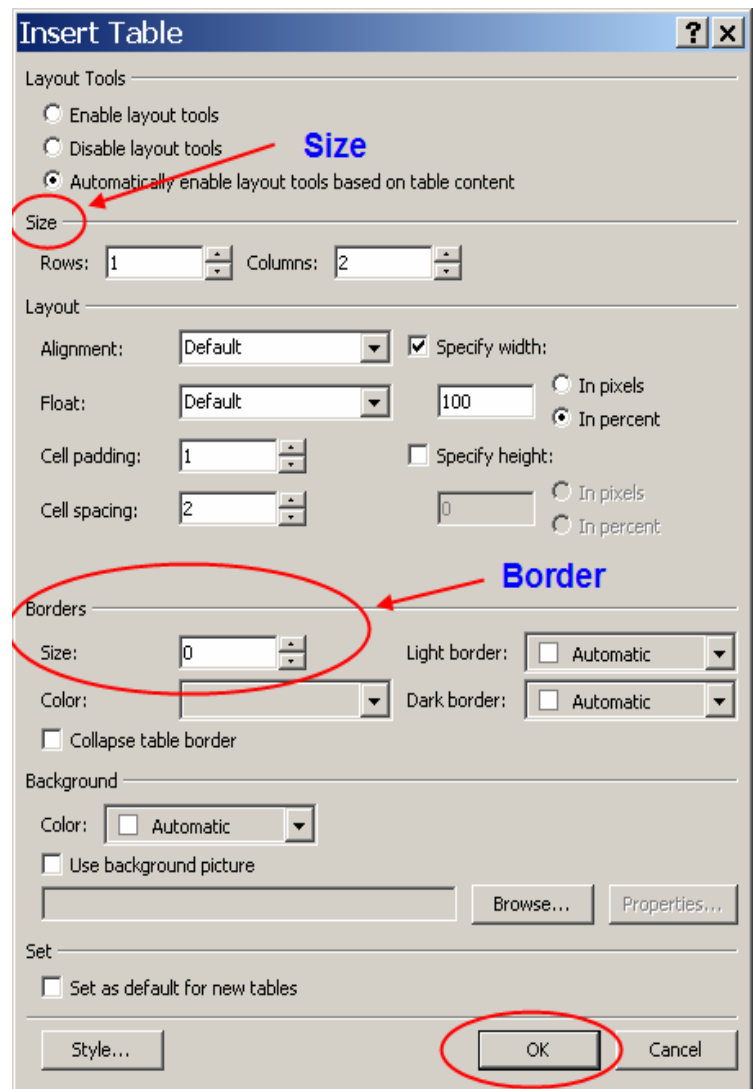 Insert Table
Layout Tools
Enable layout tools
Disable layout tools
Size
Automatically enable layout tools based on table content
Size
Rows: 1 Columns: 2
Layout
Alignment: Default Specify width:
Float: Default 100 In pixels
In percent
Cell padding: 1 Specify height:
Cell spacing: 2 0 In pixels
In percent
Border
Borders
Size: 0 Light border: Automatic
Color: Dark border: Automatic
Collapse table border
Background
Color: Automatic
Use background picture
Browse... Properties...
Set
Set as default for new tables
Style... OK Cancel